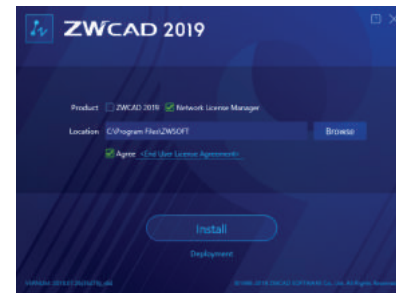 ZWCAD 2019
Product ZWCAD 2019 Network License Manager
Location C:\Program Files\ZWSOFT Browse
Agree <End User License Agreement>
Install
Deployment